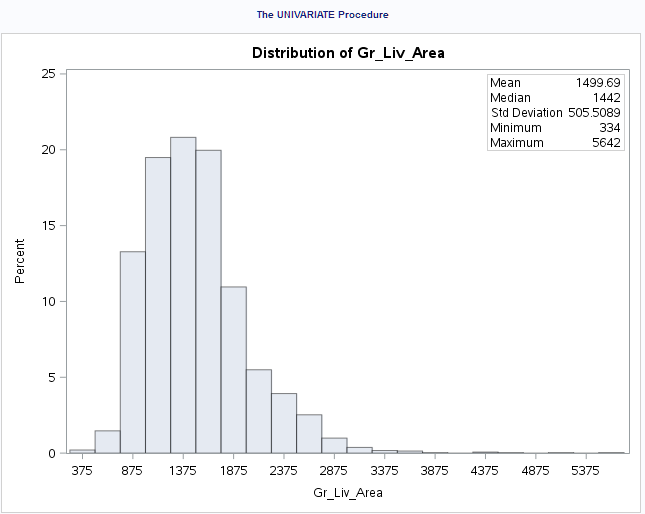 The UNIVARIATE Procedure
Distribution of Gr_Liv_Area
25
20
15
10
5
0
Percent
Mean 1499.69
Median 1442
Std Deviation 505.5089
Minimum 334
Maximum 5642
375 875 1375 1875 2375 2875 3375 3875 4375 4875 5375
Gr_Liv_Area